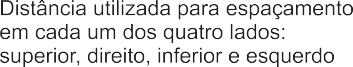 Distância utilizada para espaçamento
em cada um dos quatro lados:
superior, direito, inferior e esquerdo